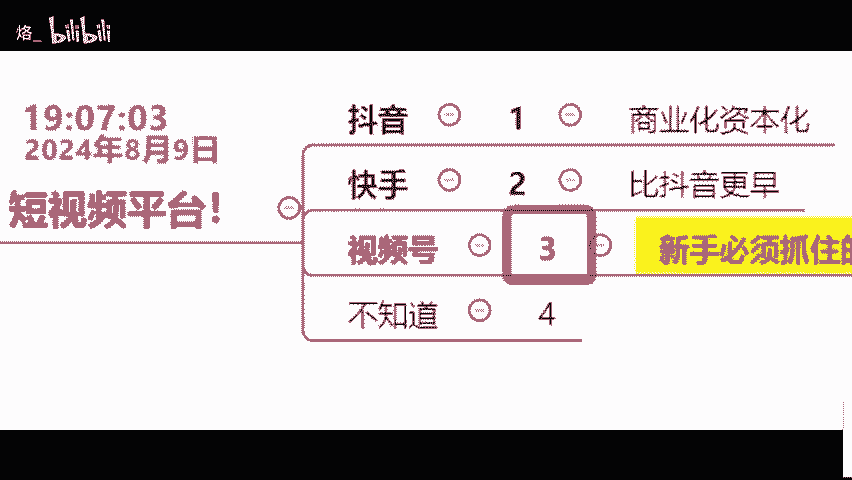 烙_ bilibili
19:07:03
2024年8月9日
短视频平台！
抖音 1 商业化资本化
快手 2 比抖音更早
视频号 3 新手必须抓住的
不知道 4